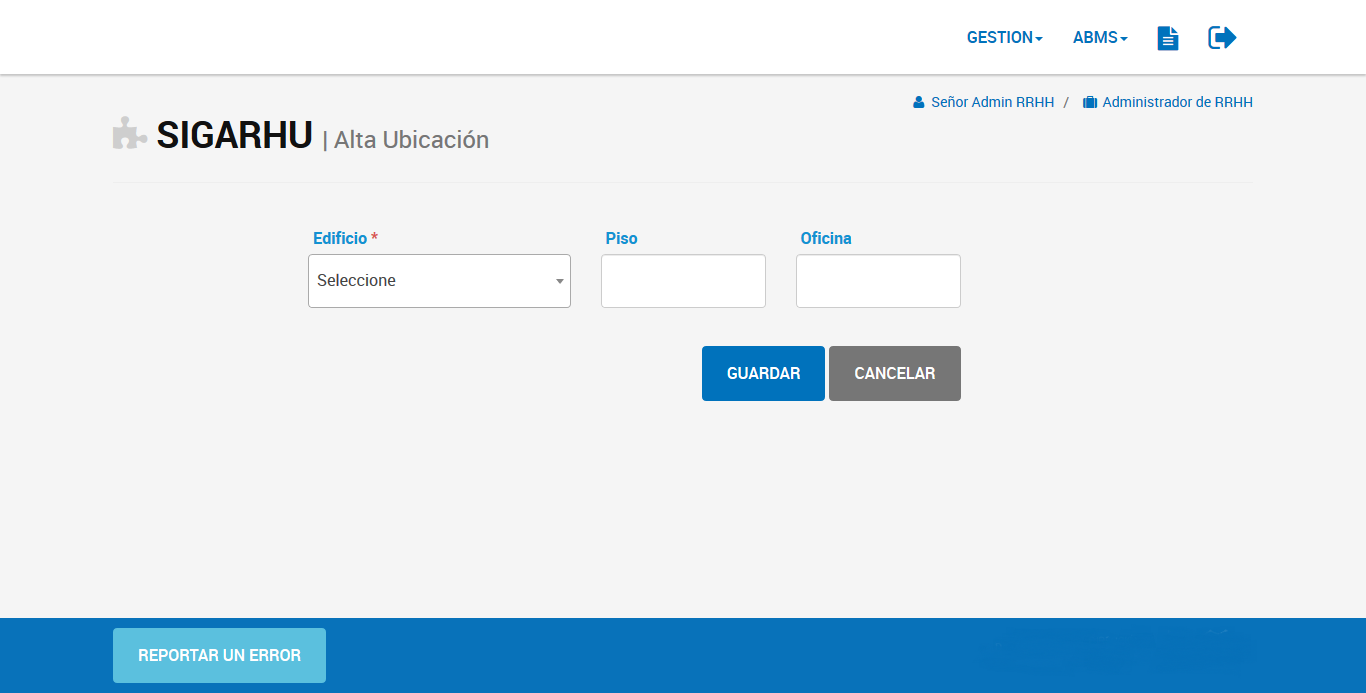 GESTION ABMS
Señor Admin RRHH / Administrador de RRHH
SIGARHU | Alta Ubicación
Edificio * Piso Oficina
Seleccione
GUARDAR CANCELAR
REPORTAR UN ERROR